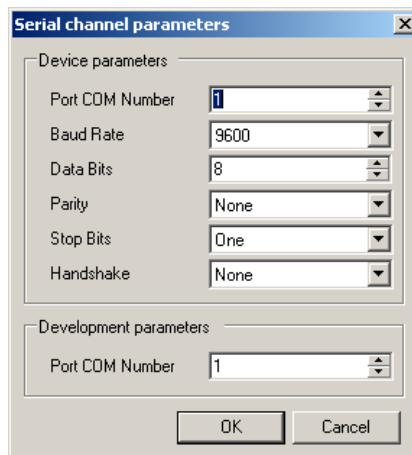 Serial channel parameters
Device parameters
Port COM Number 1
Baud Rate 9600
Data Bits 8
Parity None
Stop Bits One
Handshake None
Development parameters
Port COM Number 1
OK Cancel